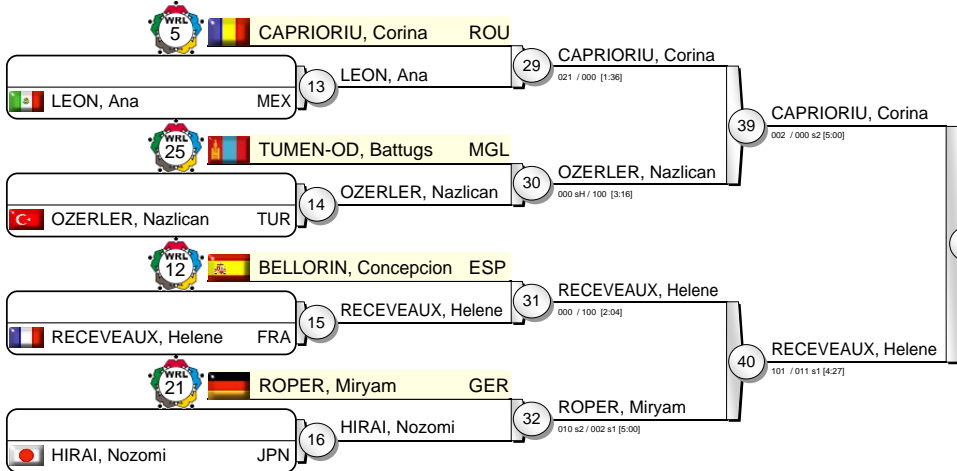 WRL
5
CAPRIORIU, Corina ROU
29
CAPRIORIU, Corina
021 / 000 [1:36]
13
LEON, Ana
LEON, Ana MEX
39
CAPRIORIU, Corina
002 / 000 s2 [5:00]
WRL
25
TUMEN-OD, Battugs MGL
30
OZERLER, Nazlican
000 sH / 100 [3:16]
14
OZERLER, Nazlican
OZERLER, Nazlican TUR
WRL
12
BELLORIN, Concepcion ESP
31
RECEVEAUX, Helene
000 / 100 [2:04]
15
RECEVEAUX, Helene
RECEVEAUX, Helene FRA
40
RECEVEAUX, Helene
101 / 011 s1 [4:27]
WRL
21
ROPER, Miryam GER
32
ROPER, Miryam
010 s2 / 002 s1 [5:00]
16
HIRAI, Nozomi
HIRAI, Nozomi JPN